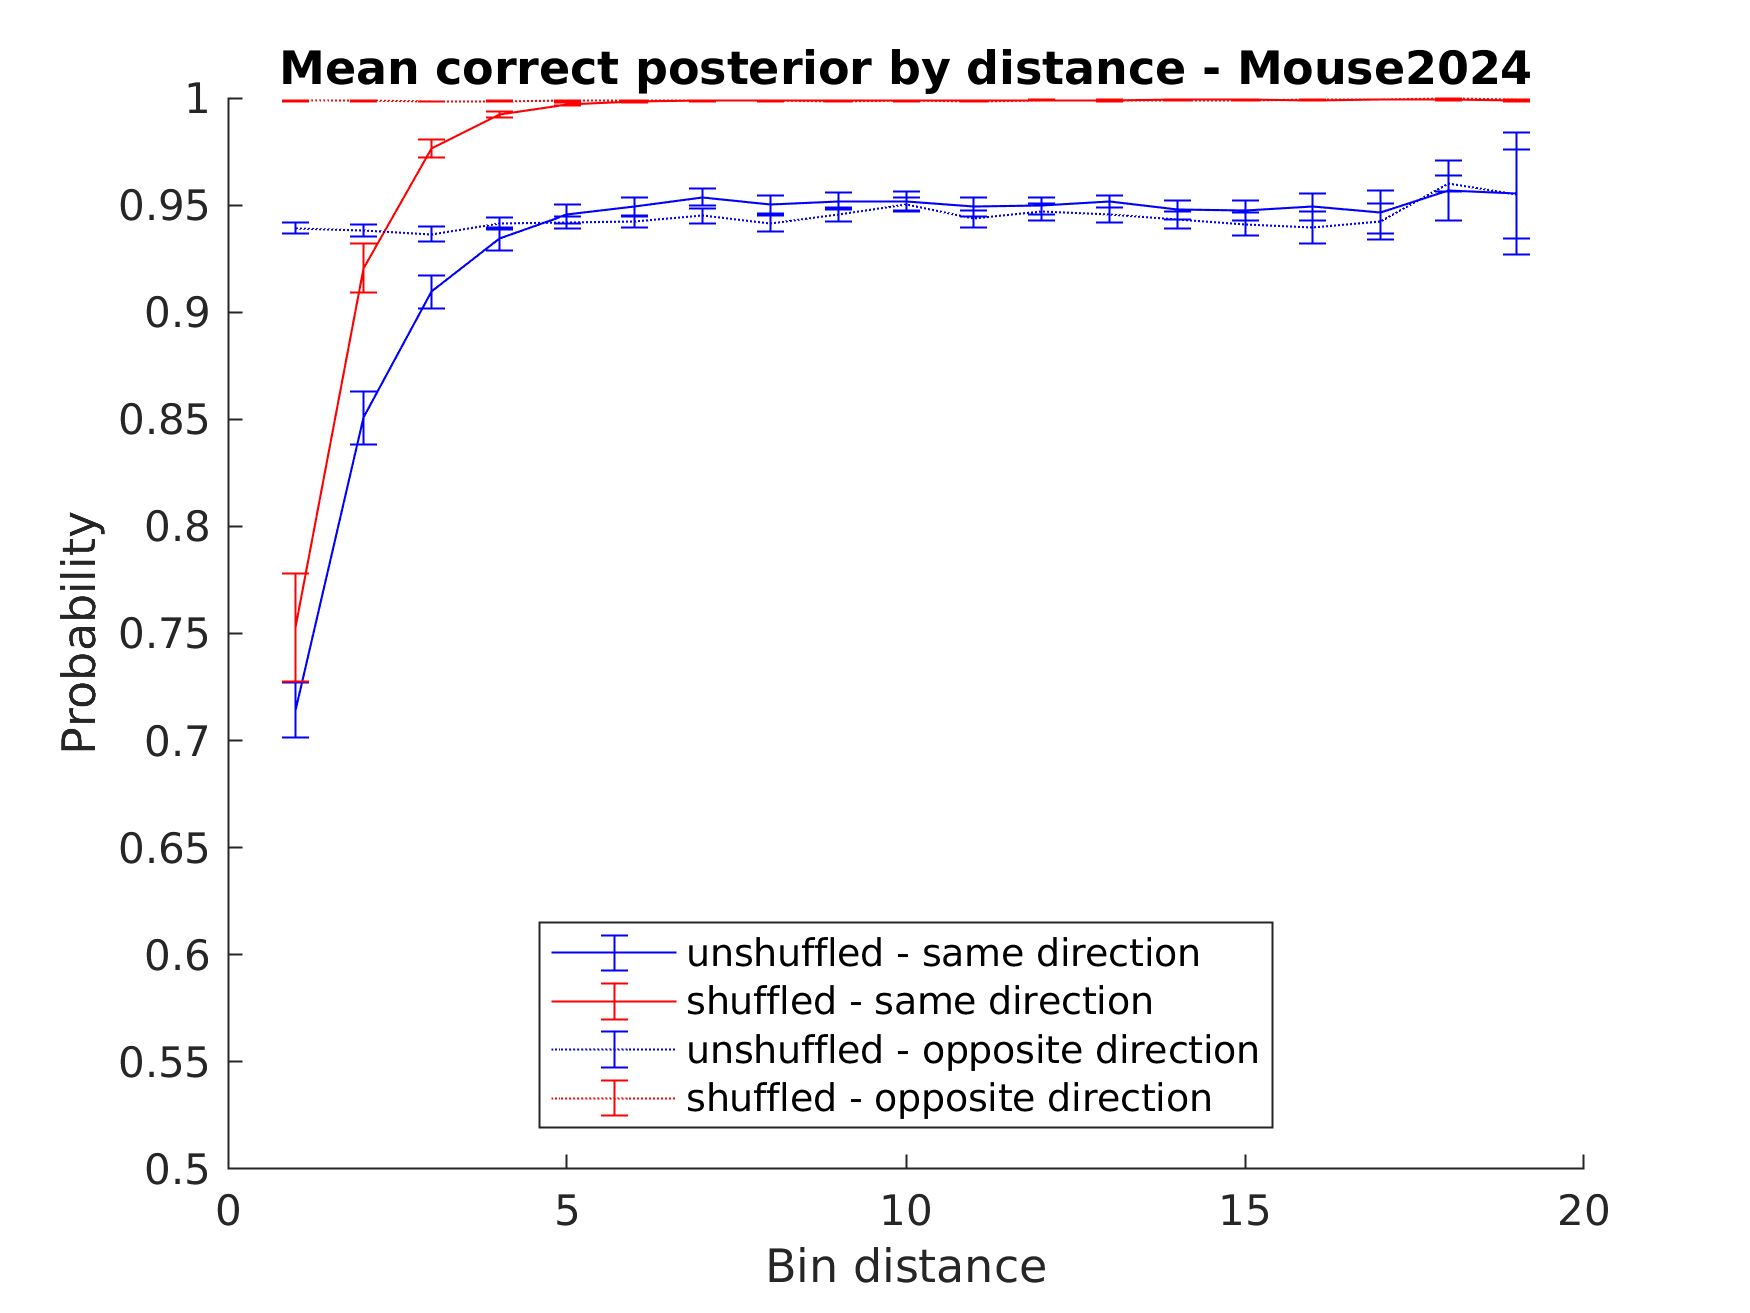 Mean correct posterior by distance - Mouse2024
1
0.95
0.9
0.85
0.8
0.75
0.7
0.65
0.6
0.55
0.5
Probability
unshuffled - same direction
shuffled - same direction
unshuffled - opposite direction
shuffled - opposite direction
0 5 10 15 20
Bin distance